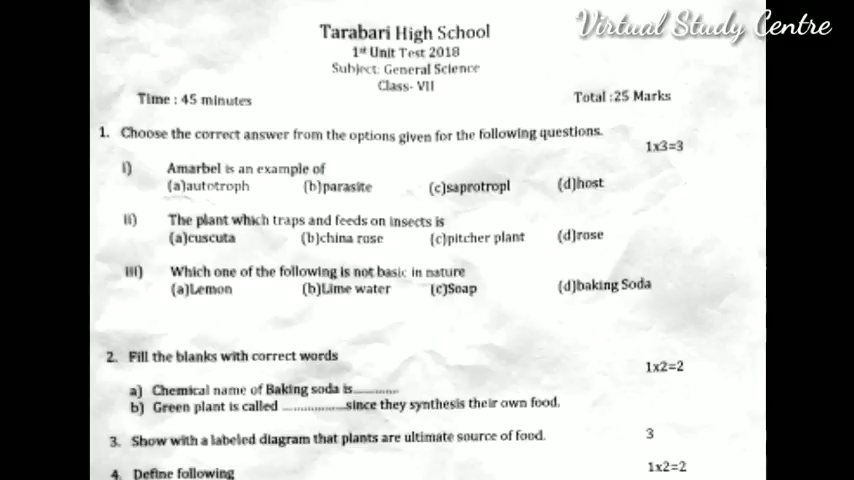 Virtual Study Centre
Tarabari High School
1st Unit Test 2018
Subject: General Science
Class- VII
Time : 45 minutes
Total :25 Marks
1. Choose the correct answer from the options given for the following questions.
1x3=3
i) Amarbel is an example of
(a)autotroph (b)parasite (c)saprotropl (d)host
ii) The plant which traps and feeds on insects is
(a)cuscuta (b)china rose (c)pitcher plant (d)rose
iii) Which one of the following is not basic in nature
(a)Lemon (b)Lime water (c)Soap (d)baking Soda
2. Fill the blanks with correct words
1x2=2
a) Chemical name of Baking soda is............
b) Green plant is called .................since they synthesis their own food.
3. Show with a labeled diagram that plants are ultimate source of food. 3
4. Define following 1x2=2